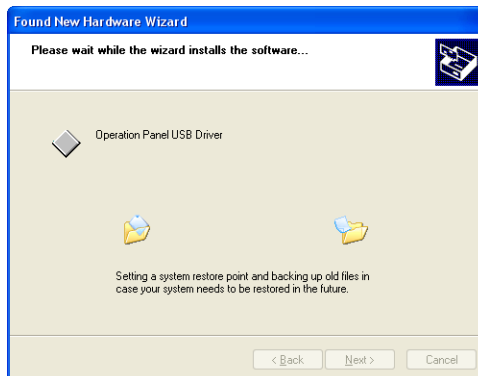 Found New Hardware Wizard
Please wait while the wizard installs the software...
Operation Panel USB Driver
Setting a system restore point and backing up old files in
case your system needs to be restored in the future.
< Back Next > Cancel